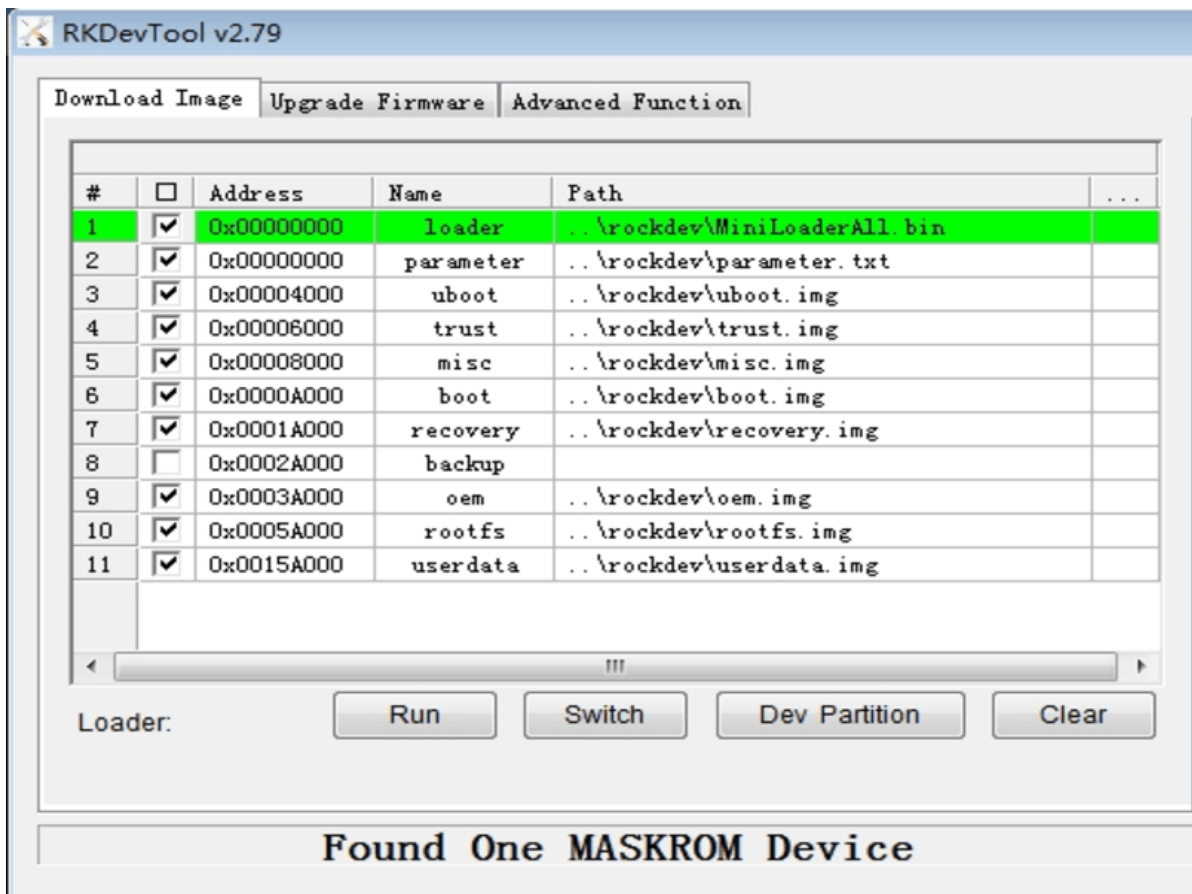 RKDevTool v2.79
Download Image Upgrade Firmware Advanced Function
# Address Name Path ...
1 0x00000000 loader ..\rockdev\MiniLoaderAll.bin
2 0x00000000 parameter ..\rockdev\parameter.txt
3 0x00004000 uboot ..\rockdev\uboot.img
4 0x00006000 trust ..\rockdev\trust.img
5 0x00008000 misc ..\rockdev\misc.img
6 0x0000A000 boot ..\rockdev\boot.img
7 0x0001A000 recovery ..\rockdev\recovery.img
8 0x0002A000 backup
9 0x0003A000 oem ..\rockdev\oem.img
10 0x0005A000 rootfs ..\rockdev\rootfs.img
11 0x0015A000 userdata ..\rockdev\userdata.img
Loader: Run Switch Dev Partition Clear
Found One MASKROM Device